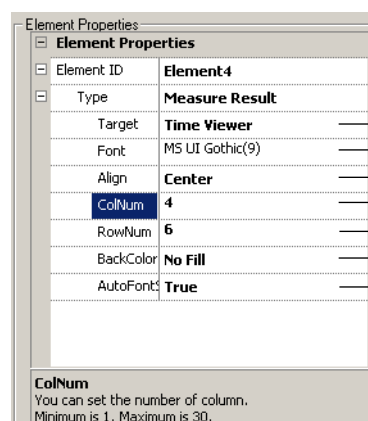 Element Properties
Element Properties
Element ID Element4
Type Measure Result
Target Time Viewer
Font MS UI Gothic(9)
Align Center
ColNum 4
RowNum 6
BackColor No Fill
AutoFontS True
ColNum
You can set the number of column.
Minimum is 1. Maximum is 30.